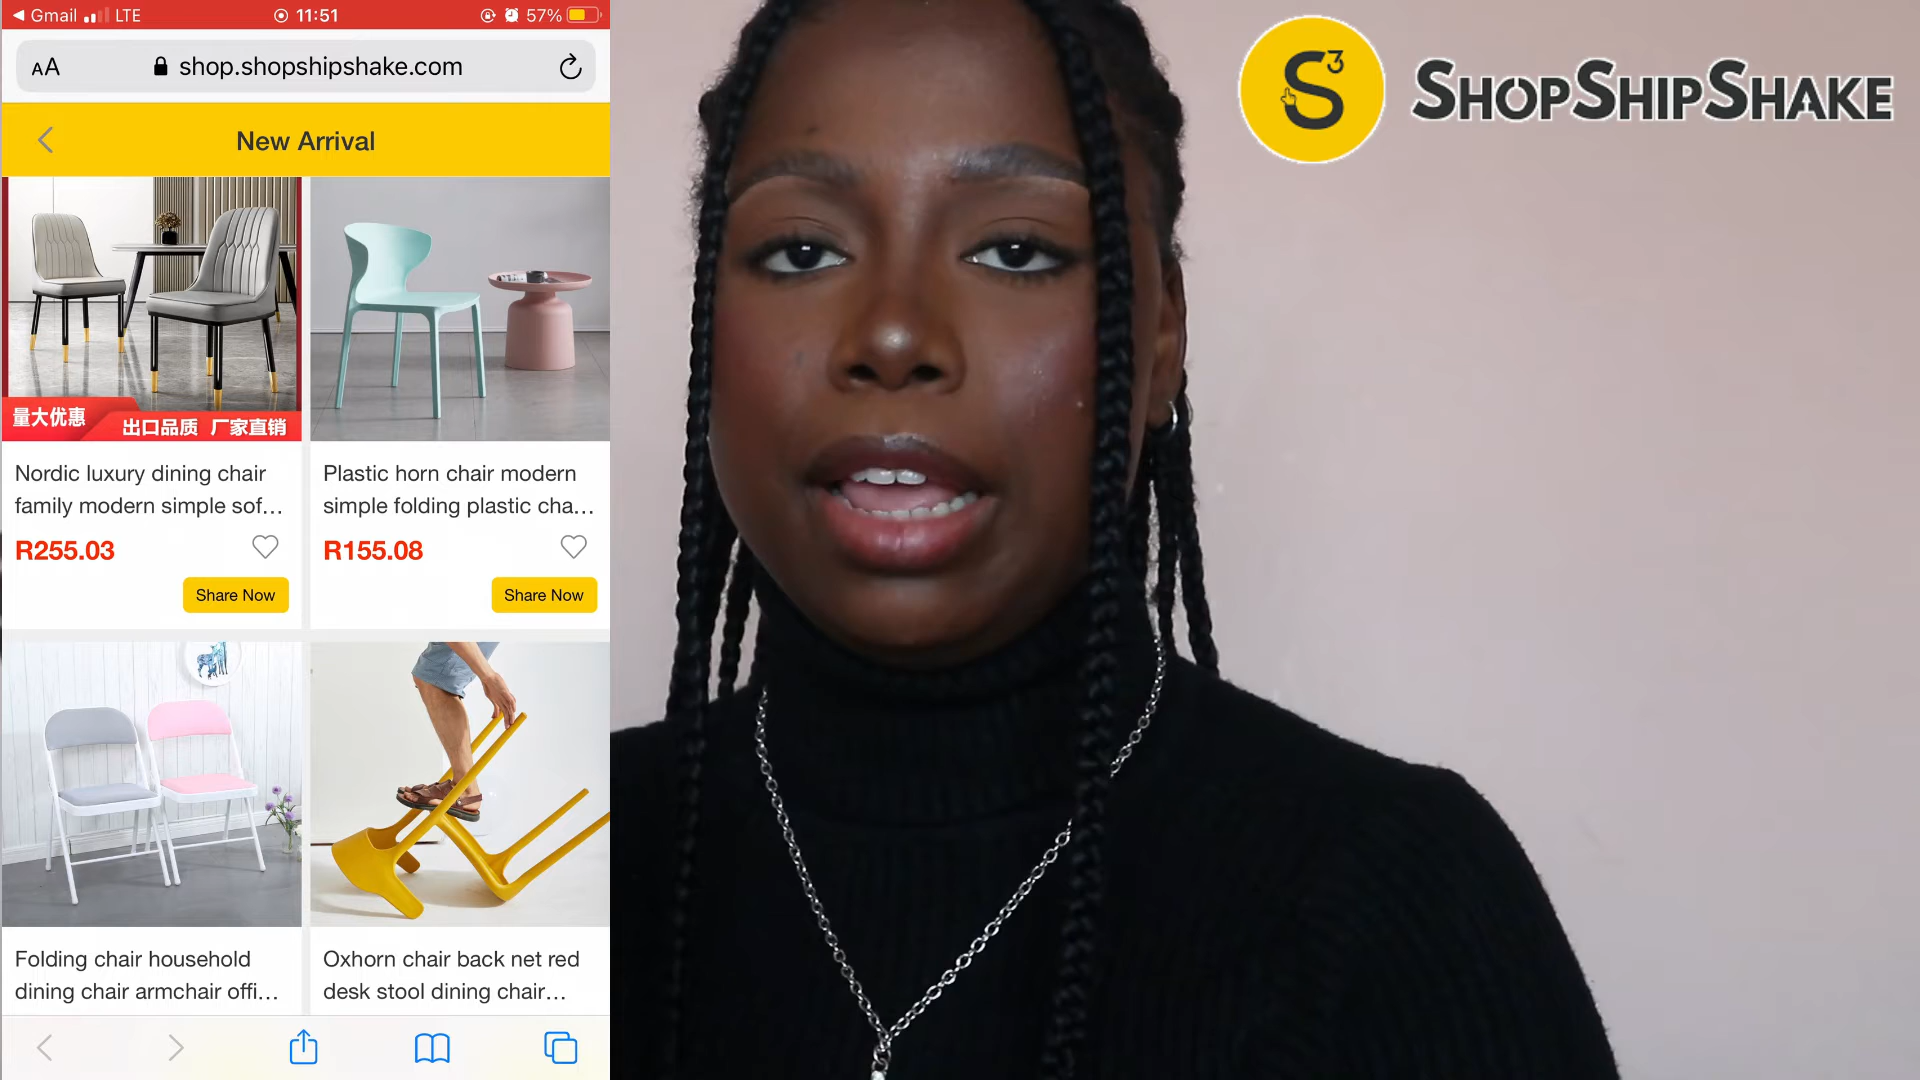 Gmail LTE 11:51 57%
AA shop.shopshipshake.com
New Arrival
量大优惠
出口品质 厂家直销
Nordic luxury dining chair
family modern simple sof...
R255.03
Share Now
Plastic horn chair modern
simple folding plastic cha...
R155.08
Share Now
Folding chair household
dining chair armchair offi...
Oxhorn chair back net red
desk stool dining chair...
S3
SHOPSHIPSHAKE